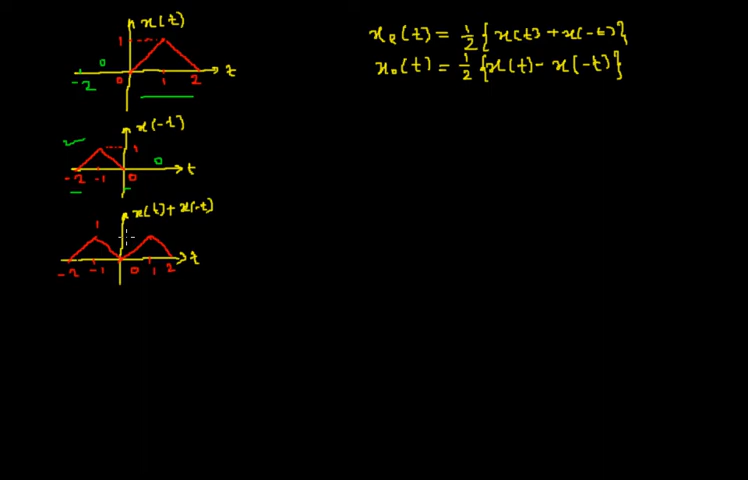 x(t)
1
0
-2 0 1 2 t
x(-t)
1
0
-2 -1 0 t
x(t) + x(-t)
1
-2 -1 0 1 2 t
xe(t) = 1/2 {x(t) + x(-t)}
xo(t) = 1/2 {x(t) - x(-t)}